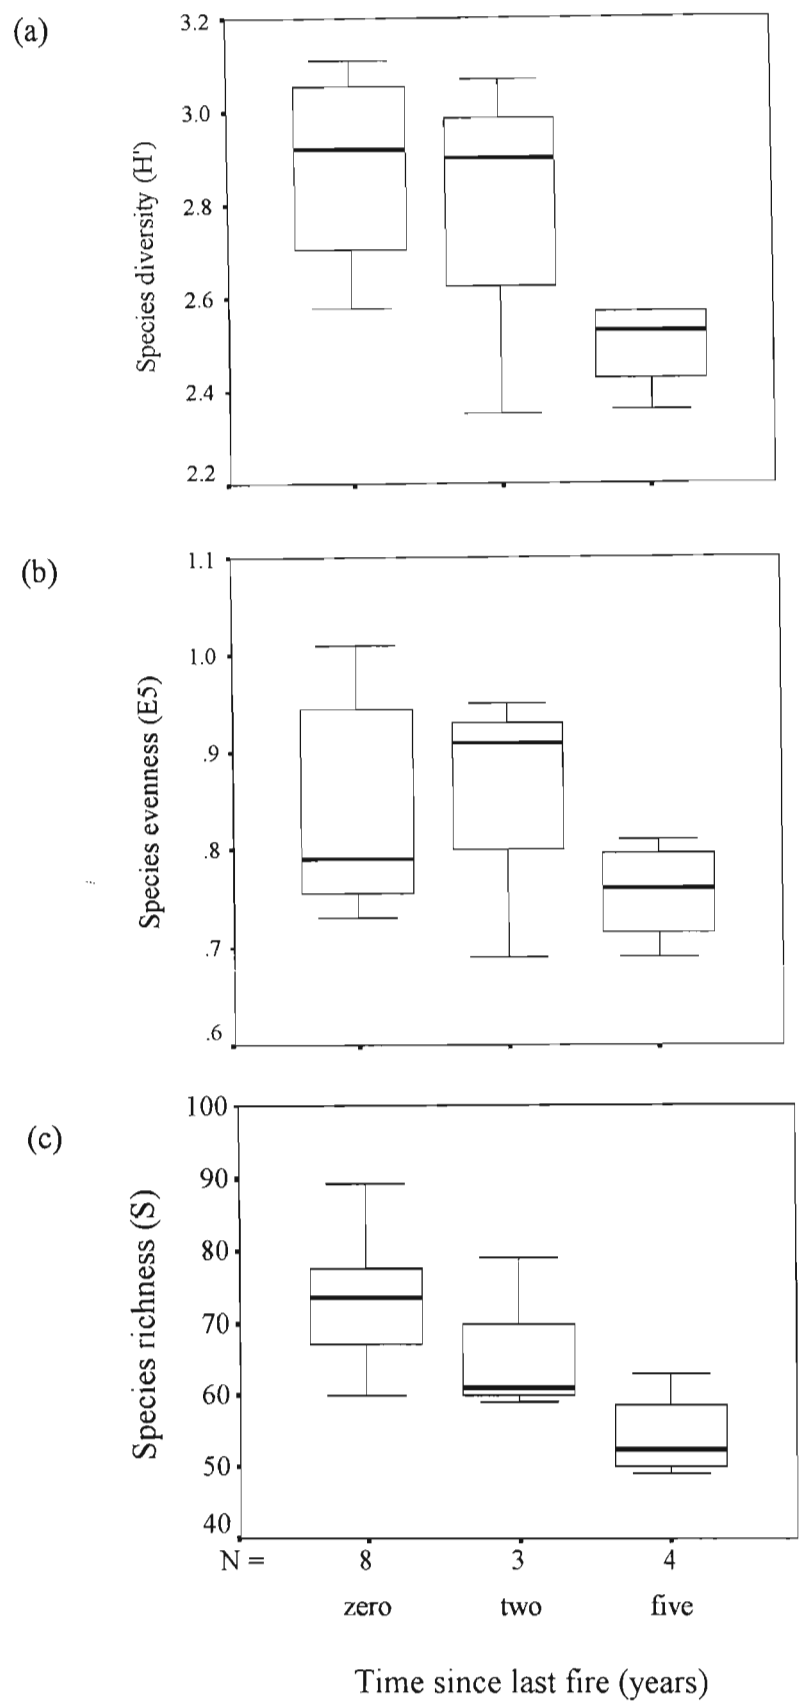 (a)
Species diversity (H')
3.2
3.0
2.8
2.6
2.4
2.2
(b)
Species evenness (E5)
1.1
1.0
.9
.8
.7
.6
(c)
Species richness (S)
100
90
80
70
60
50
40
N = 8 3 4
zero two five
Time since last fire (years)